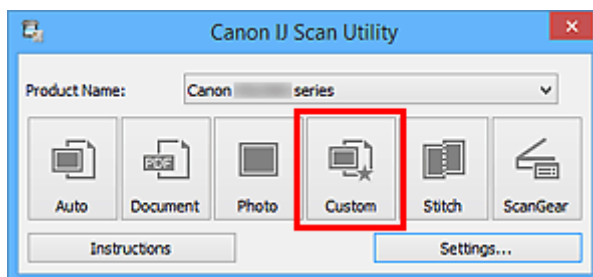 Canon IJ Scan Utility
Product Name: Canon series
PDF
Auto Document Photo Custom Stitch ScanGear
Instructions Settings...